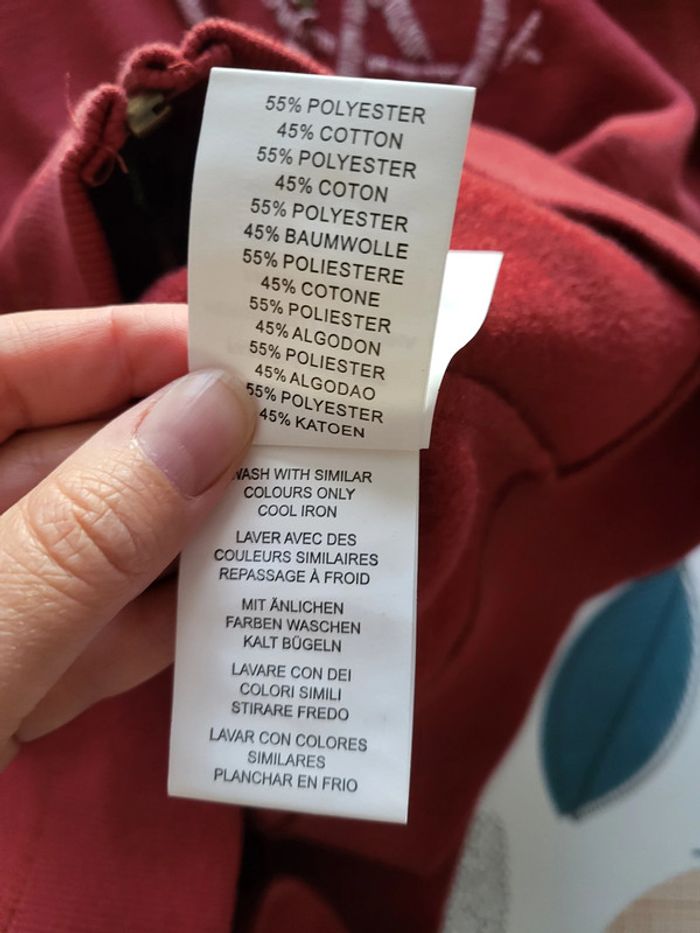 55% POLYESTER
45% COTTON
55% POLYESTER
45% COTON
55% POLYESTER
45% BAUMWOLLE
55% POLIESTERE
45% COTONE
55% POLIESTER
45% ALGODON
55% POLIESTER
45% ALGODAO
55% POLYESTER
45% KATOEN
WASH WITH SIMILAR
COLOURS ONLY
COOL IRON
LAVER AVEC DES
COULEURS SIMILAIRES
REPASSAGE À FROID
MIT ÄNLICHEN
FARBEN WASCHEN
KALT BÜGELN
LAVARE CON DEI
COLORI SIMILI
STIRARE FREDO
LAVAR CON COLORES
SIMILARES
PLANCHAR EN FRIO